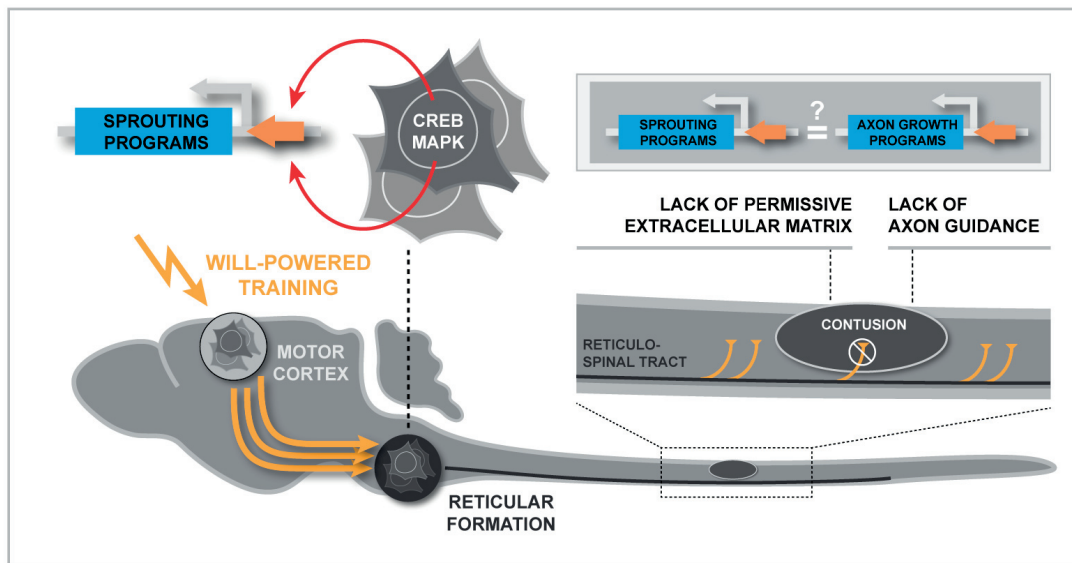 SPROUTING
PROGRAMS
CREB
MAPK
?
=
SPROUTING
PROGRAMS
AXON GROWTH
PROGRAMS
LACK OF PERMISSIVE
EXTRACELLULAR MATRIX
LACK OF
AXON GUIDANCE
WILL-POWERED
TRAINING
MOTOR
CORTEX
CONTUSION
RETICULO-
SPINAL TRACT
RETICULAR
FORMATION